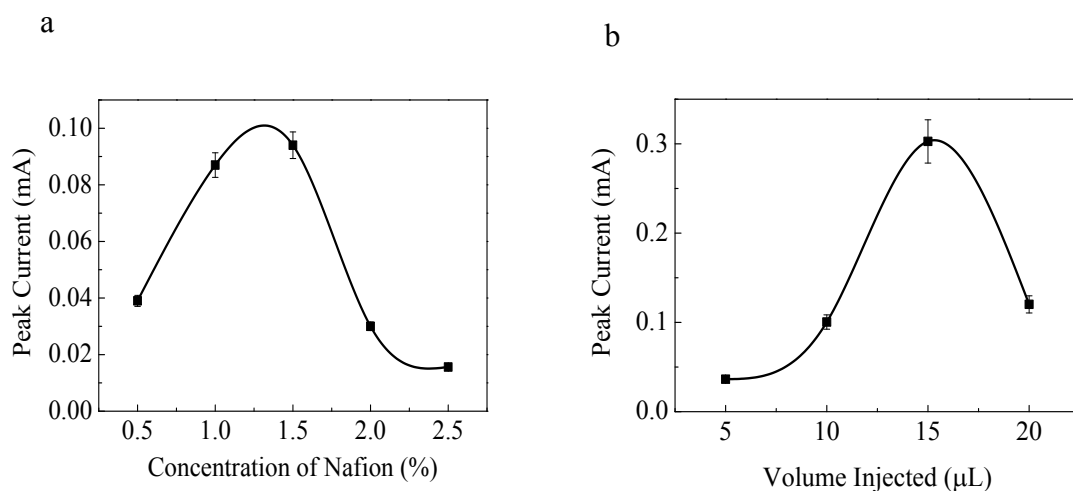 a
b
0.10
0.08
0.06
0.04
0.02
0.00
Peak Current (mA)
0.5 1.0 1.5 2.0 2.5
Concentration of Nafion (%)
0.3
0.2
0.1
0.0
Peak Current (mA)
5 10 15 20
Volume Injected (μL)